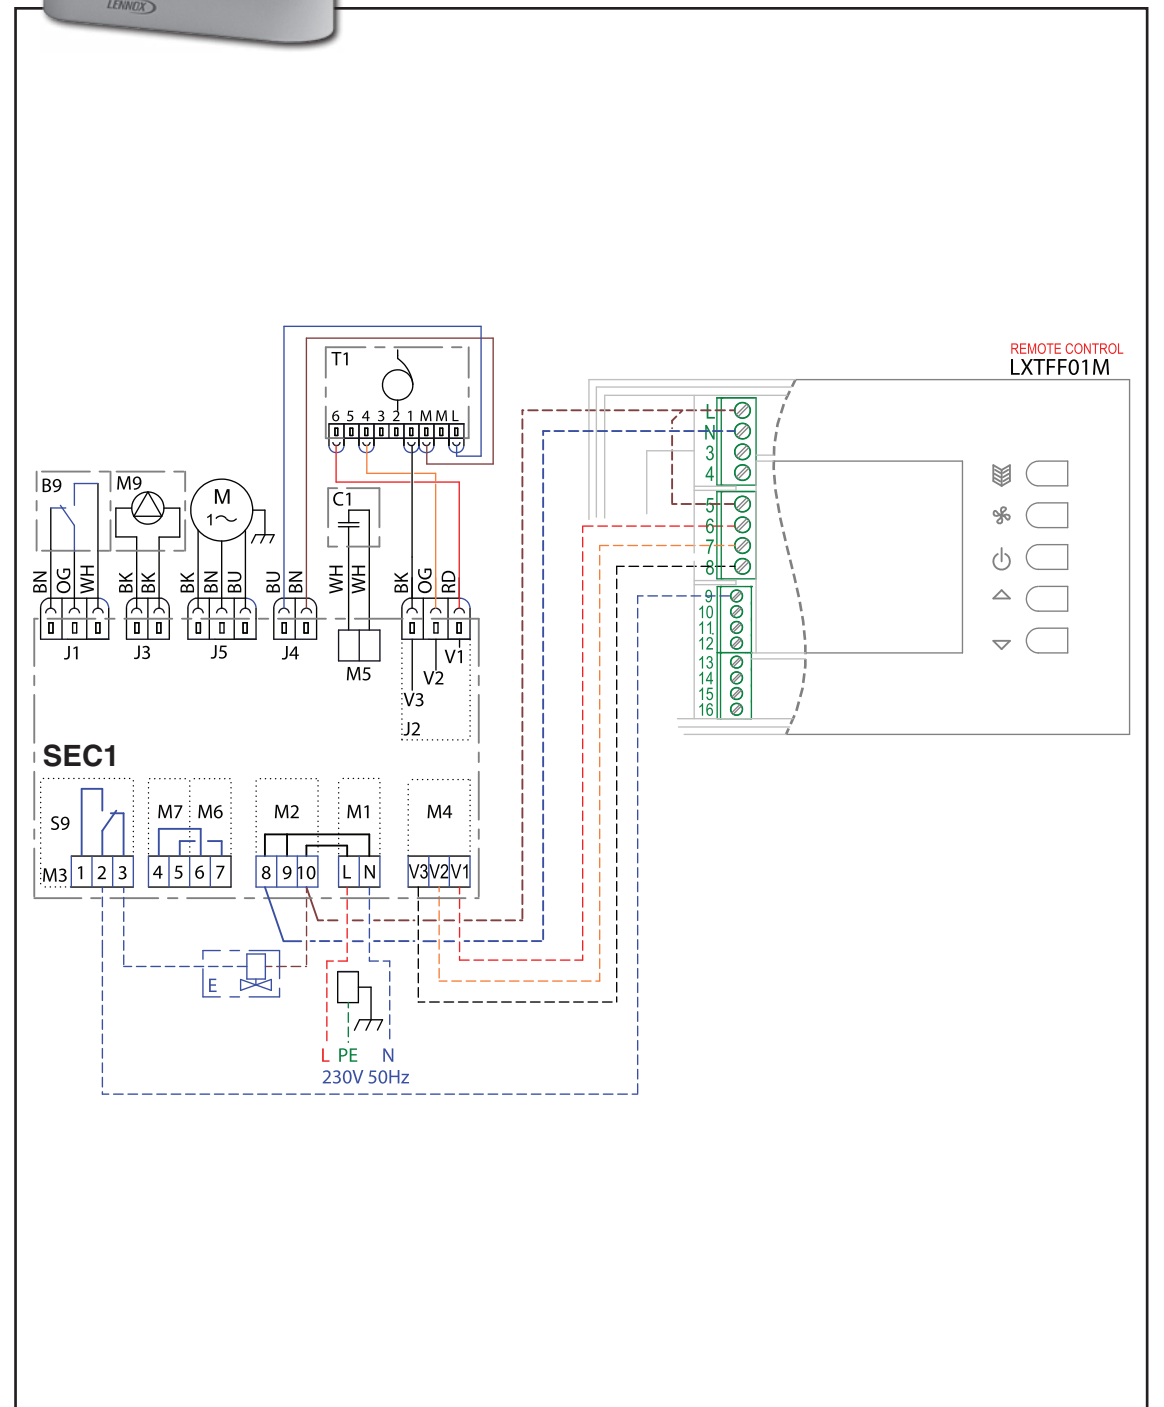 LENNOX
REMOTE CONTROL
LXTFF01M
T1
6 5 4 3 2 1 M M L
L
N
3
4
5
6
7
8
9
10
11
12
13
14
15
16
B9
M9
M
1~
C1
BN OG WH
BK BK
BK BN BU
BU BN
WH WH
BK OG RD
J1
J3
J5
J4
M5
V1
V2
V3
J2
SEC1
S9
M7 M6
M2
M1
M4
M3 1 2 3
4 5 6 7
8 9 10
L N
V3 V2 V1
E
L PE N
230V 50Hz